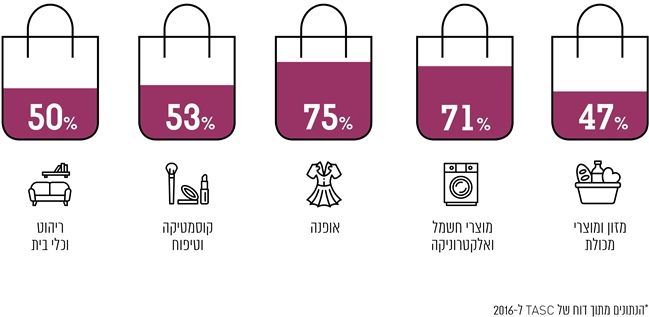 47%
71%
75%
53%
50%
מזון ומוצרי
מכולת
מוצרי חשמל
ואלקטרוניקה
אופנה
קוסמטיקה
וטיפוח
ריהוט
וכלי בית
*הנתונים מתוך דוח של TASC ל-2016